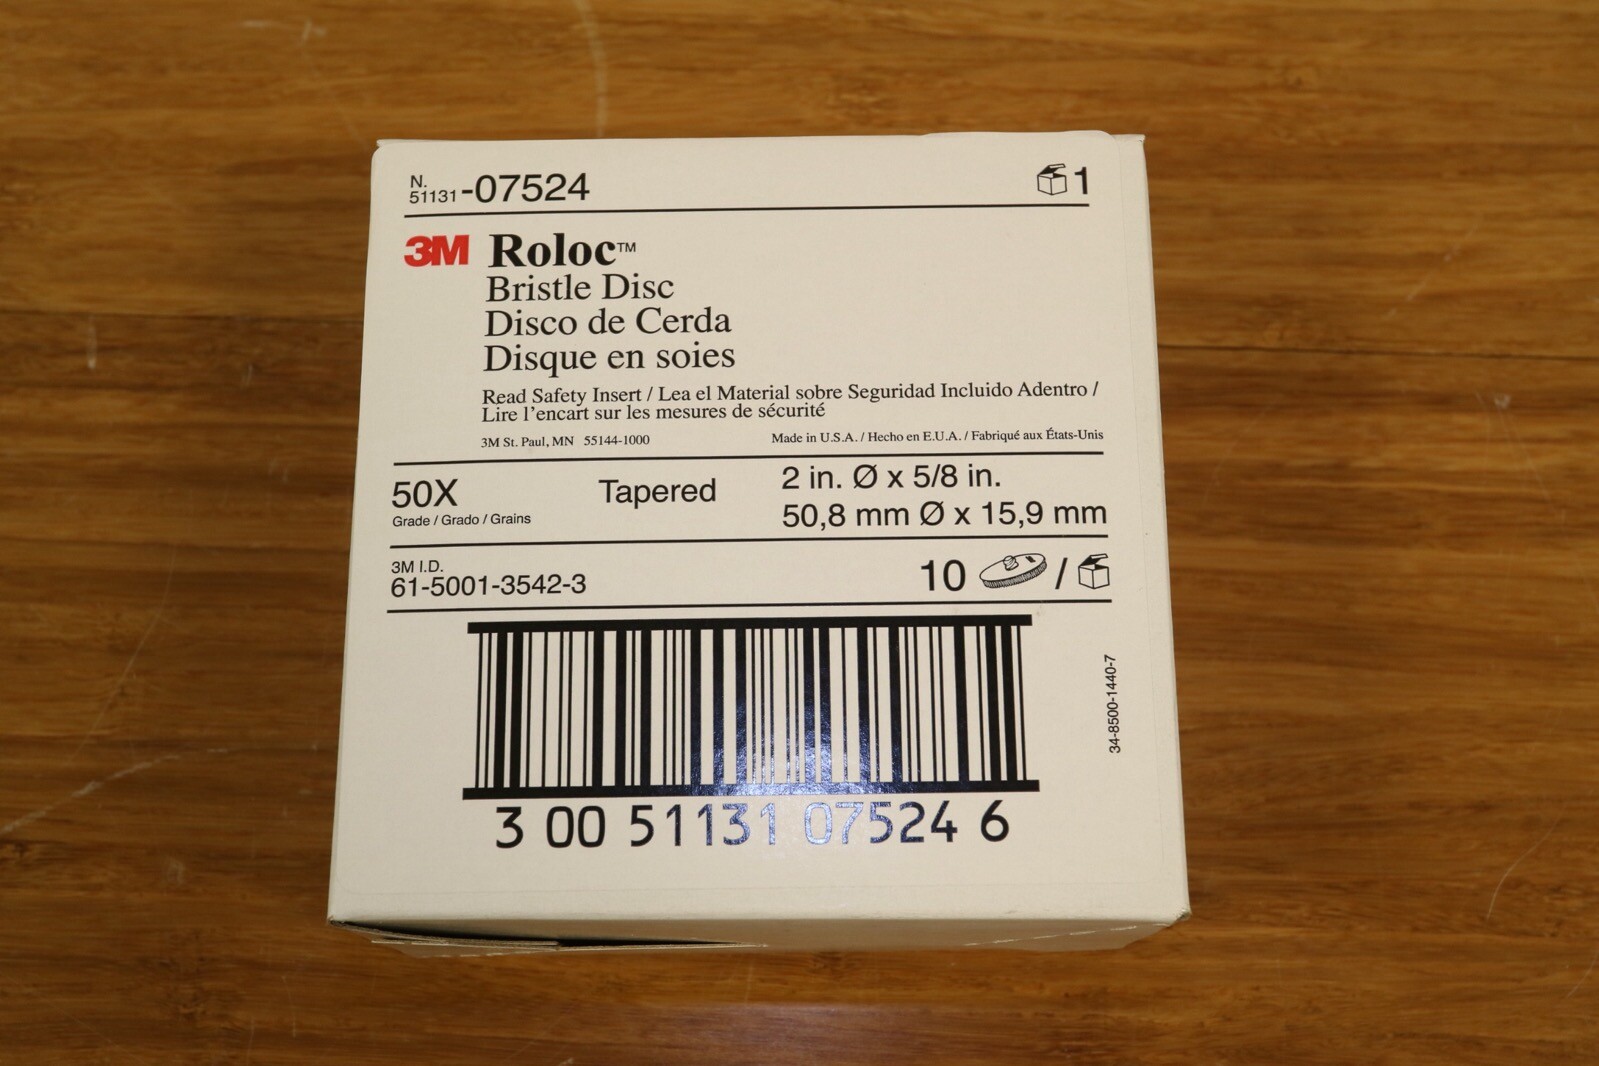 N.
51131-07524
1
3M Roloc™
Bristle Disc
Disco de Cerda
Disque en soies
Read Safety Insert / Lea el Material sobre Seguridad Incluido Adentro /
Lire l'encart sur les mesures de sécurité
3M St. Paul, MN 55144-1000 Made in U.S.A. / Hecho en E.U.A. / Fabriqué aux États-Unis
50X Tapered 2 in. Ø x 5/8 in.
Grade / Grado / Grains 50,8 mm Ø x 15,9 mm
3M I.D.
61-5001-3542-3
10 /
34-8500-1440-7
3 00 51131 07524 6